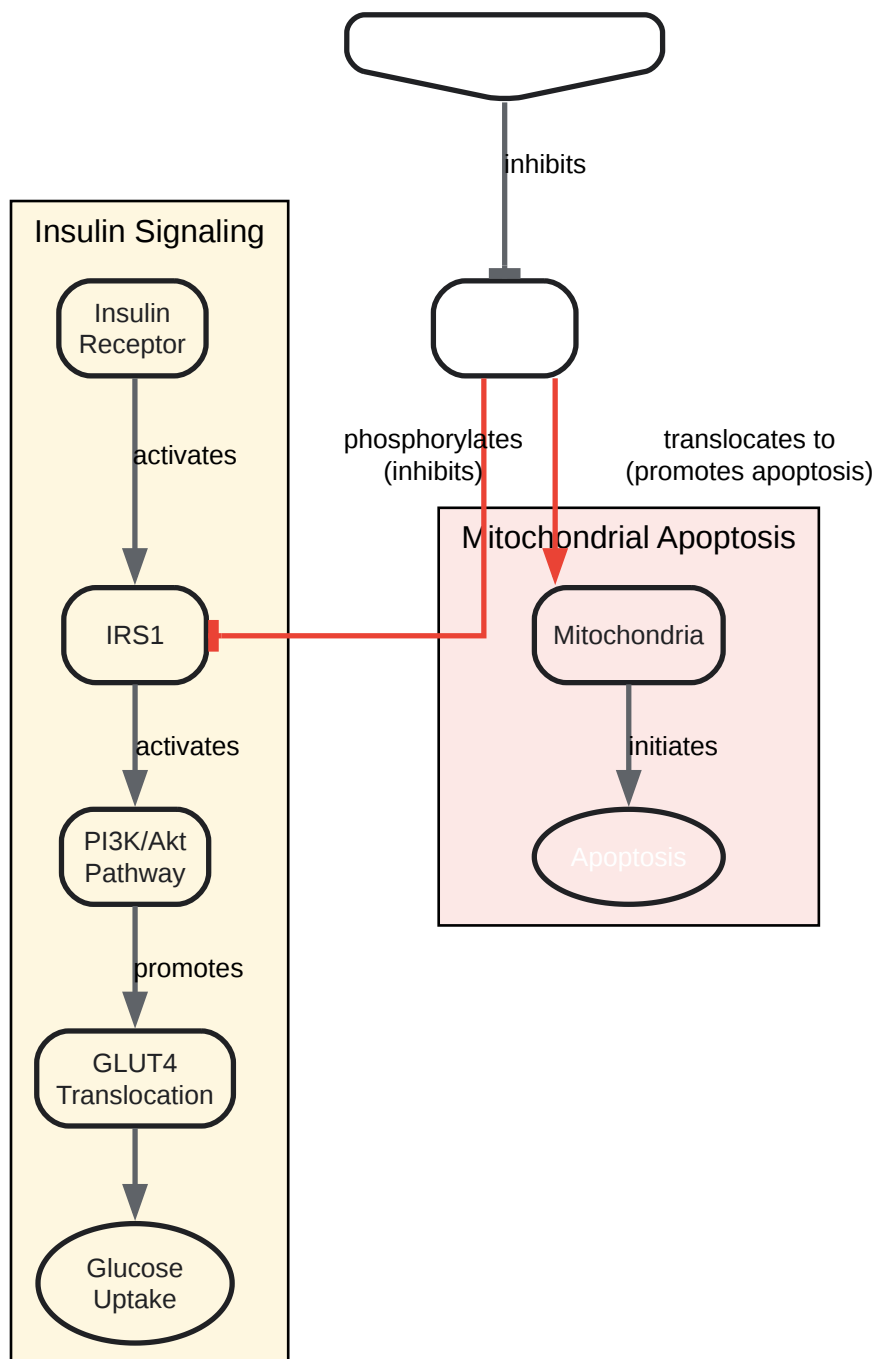 inhibits
Insulin Signaling
Insulin
Receptor
activates
phosphorylates
(inhibits)
translocates to
(promotes apoptosis)
Mitochondrial Apoptosis
IRS1
Mitochondria
activates
initiates
PI3K/Akt
Pathway
Apoptosis
promotes
GLUT4
Translocation
Glucose
Uptake